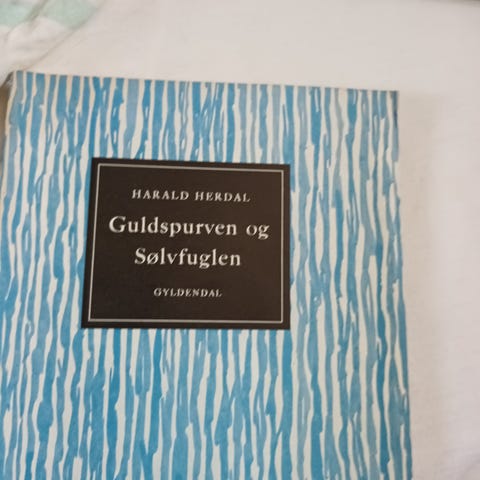 HARALD HERDAL
Guldspurven og
Sølvfuglen
GYLDENDAL